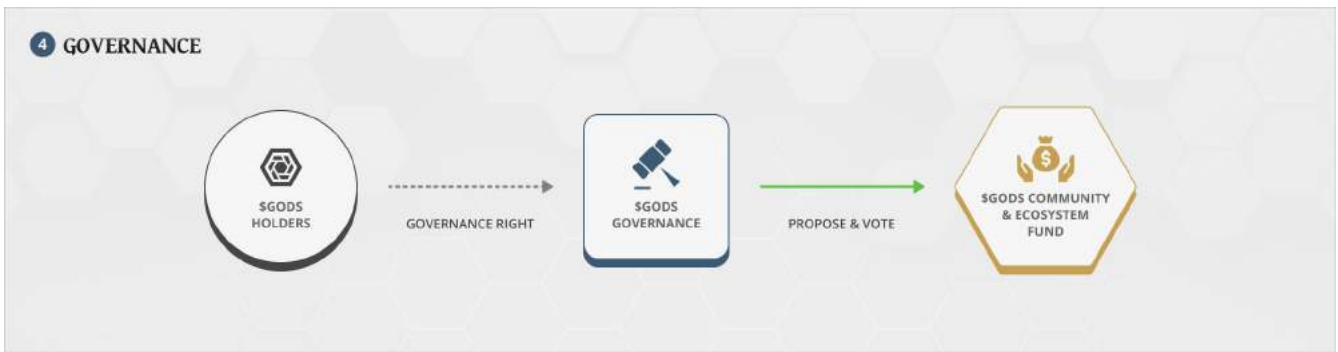 4 GOVERNANCE
$GODS
HOLDERS
GOVERNANCE RIGHT
$GODS
GOVERNANCE
PROPOSE & VOTE
$GODS COMMUNITY
& ECOSYSTEM
FUND